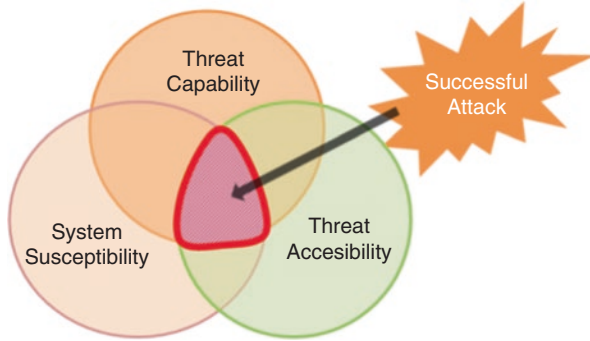 Threat
Capability
Successful
Attack
System
Susceptibility
Threat
Accesibility